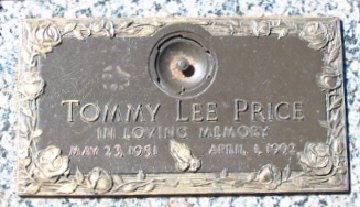 TOMMY LEE PRICE
IN LOVING MEMORY
MAY 23, 1951 APRIL 8, 1992